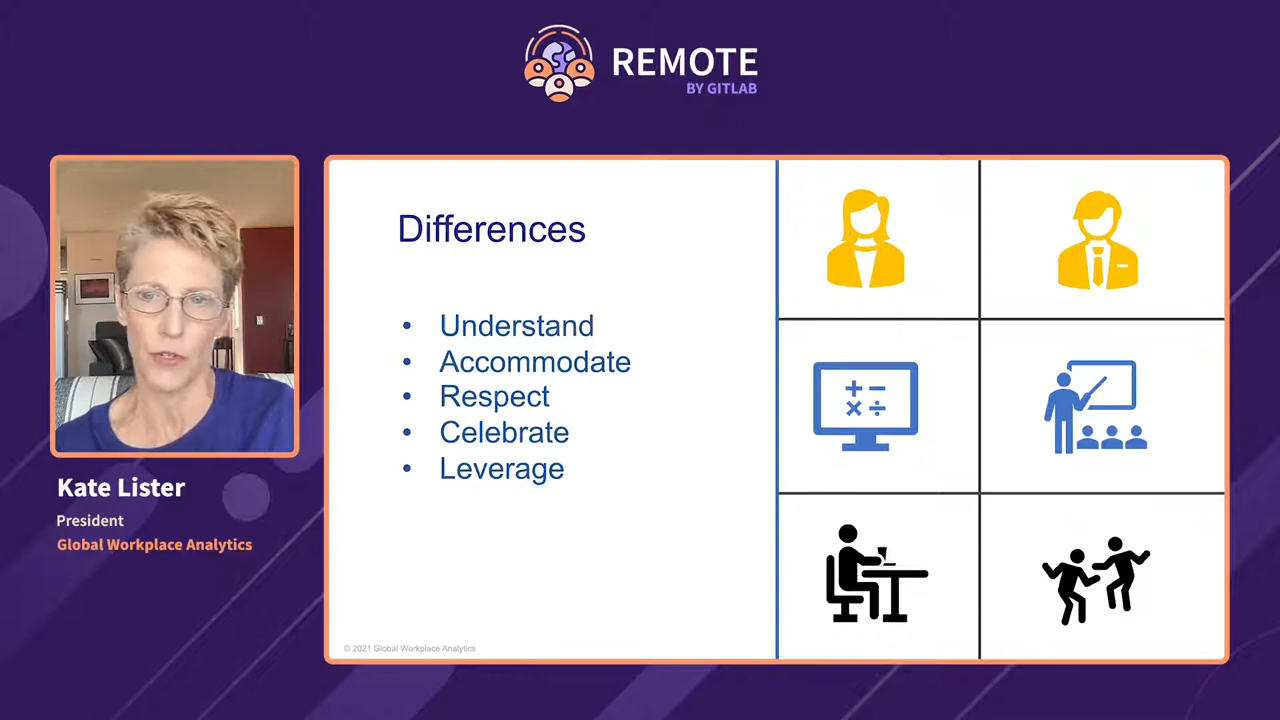 REMOTE
BY GITLAB
Differences
• Understand
• Accommodate
• Respect
• Celebrate
• Leverage
© 2021 Global Workplace Analytics
Kate Lister
President
Global Workplace Analytics